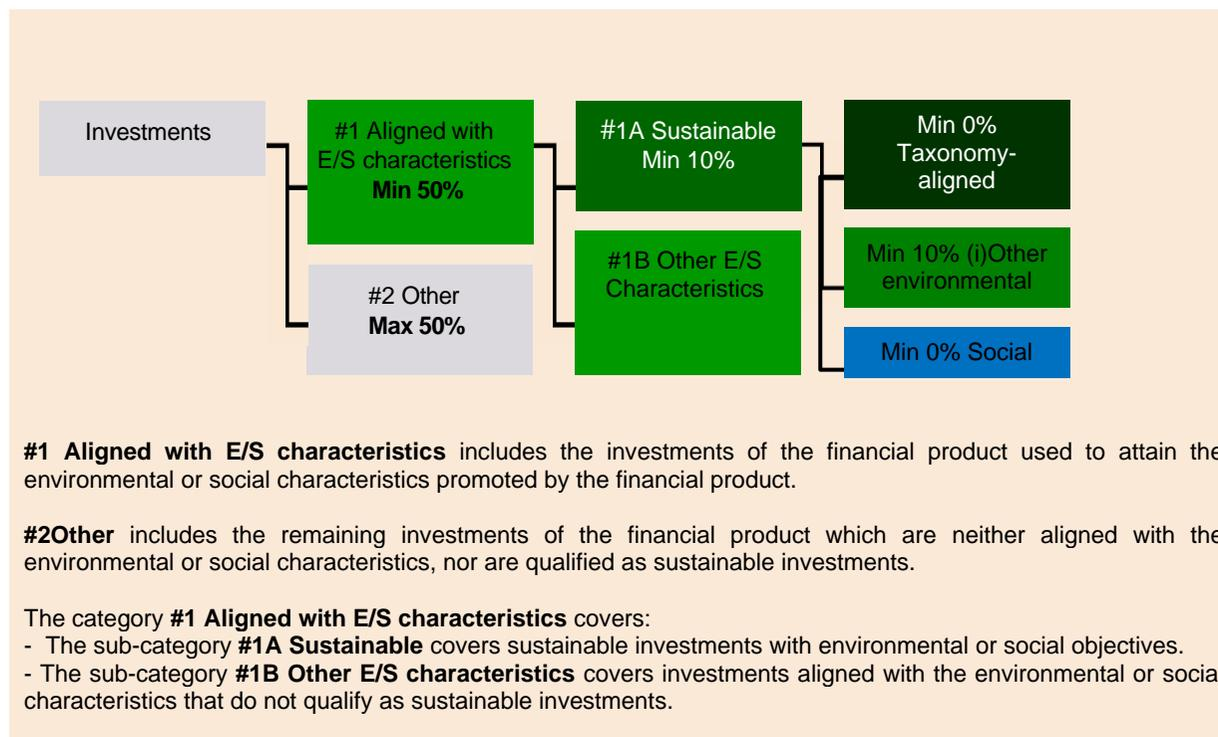 Investments
#1 Aligned with
E/S characteristics
Min 50%
#2 Other
Max 50%
#1A Sustainable
Min 10%
#1B Other E/S
Characteristics
Min 0%
Taxonomy-
aligned
Min 10% (i)Other
environmental
Min 0% Social
#1 Aligned with E/S characteristics includes the investments of the financial product used to attain the
environmental or social characteristics promoted by the financial product.
#2Other includes the remaining investments of the financial product which are neither aligned with the
environmental or social characteristics, nor are qualified as sustainable investments.
The category #1 Aligned with E/S characteristics covers:
- The sub-category #1A Sustainable covers sustainable investments with environmental or social objectives.
- The sub-category #1B Other E/S characteristics covers investments aligned with the environmental or social
characteristics that do not qualify as sustainable investments.